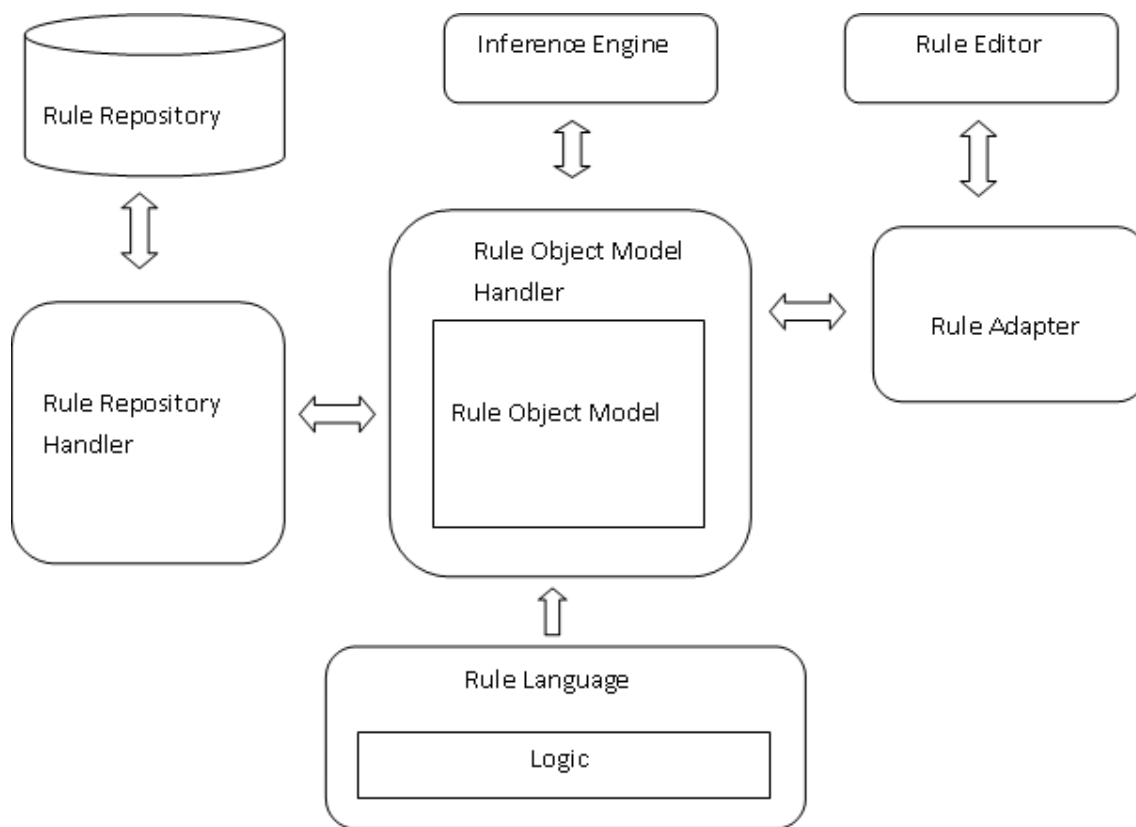 Inference Engine
Rule Editor
Rule Repository
Rule Object Model
Handler
Rule Adapter
Rule Repository
Handler
Rule Object Model
Rule Language
Logic